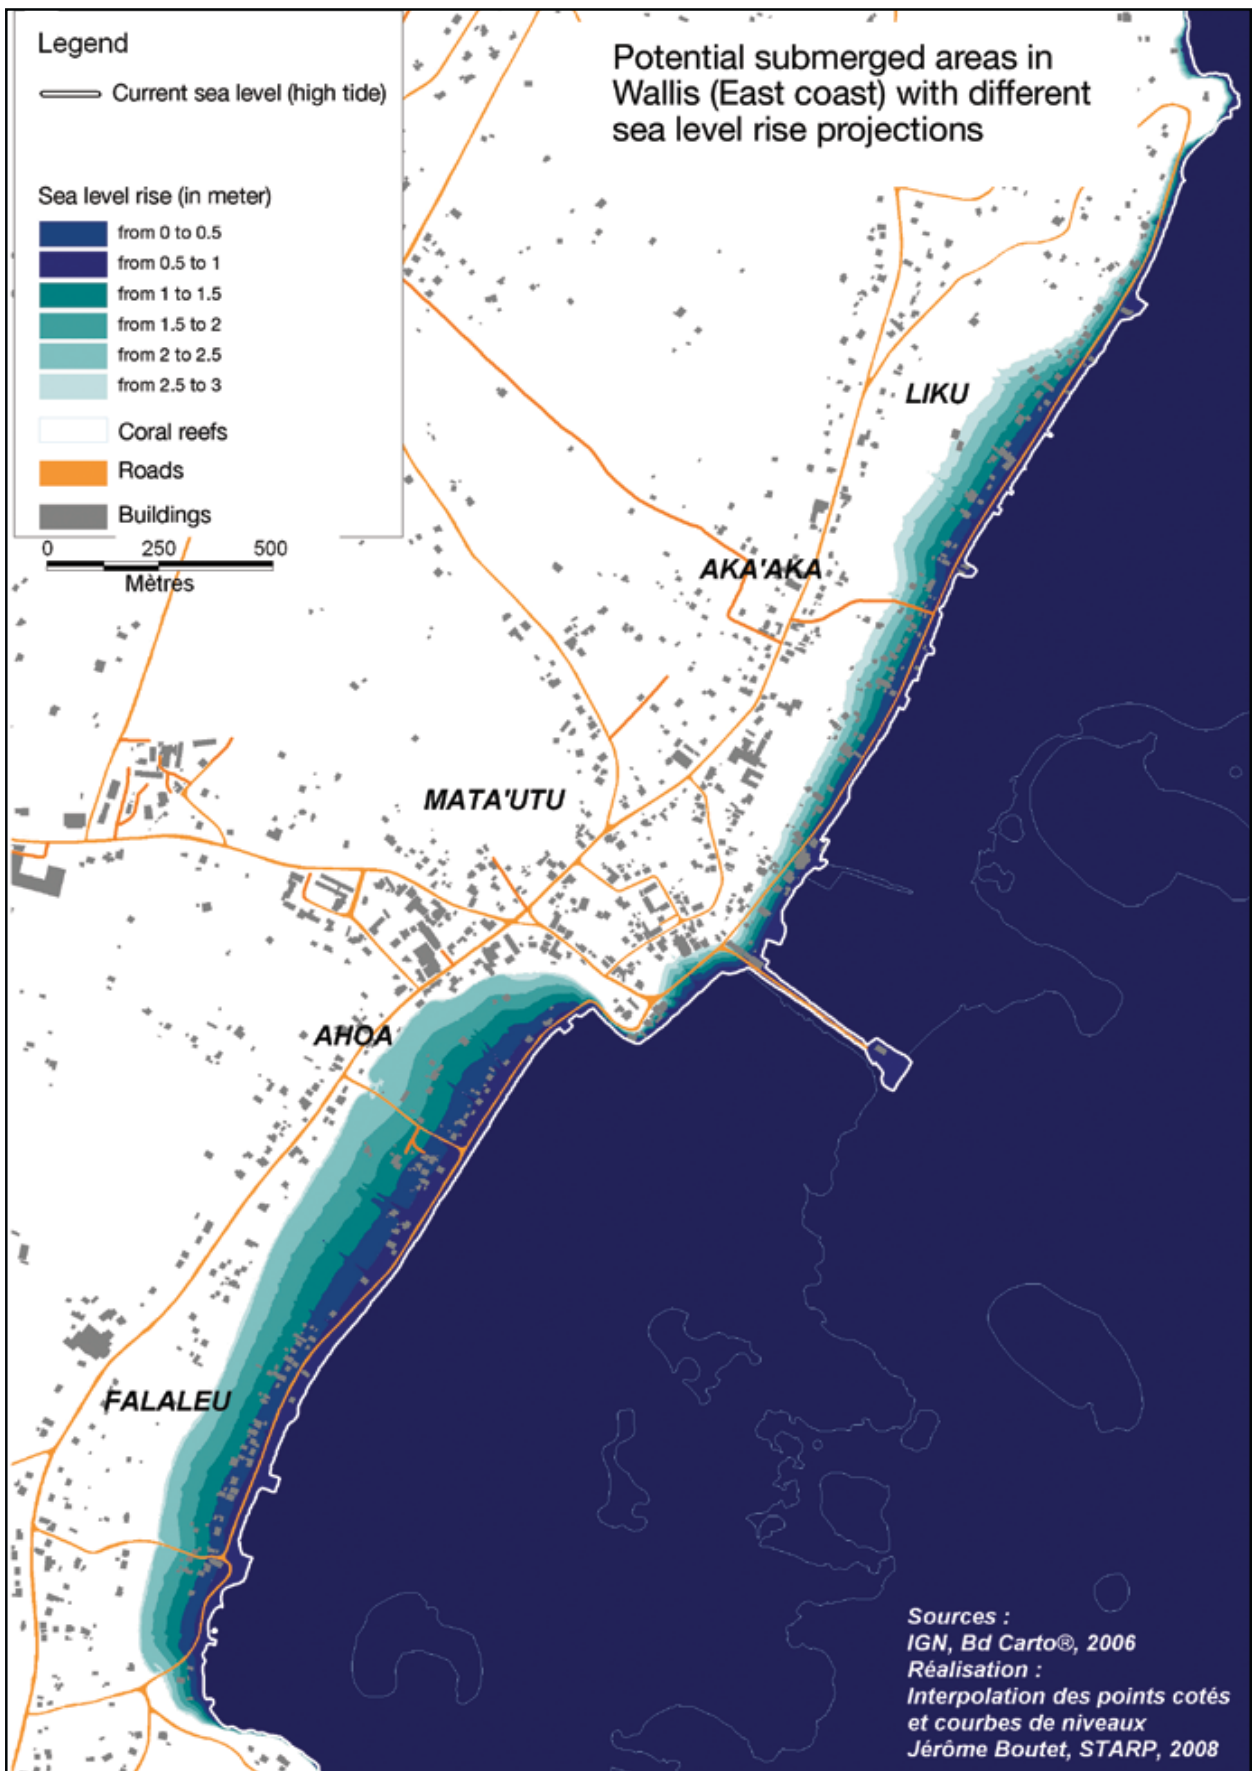 Legend
Current sea level (high tide)
Sea level rise (in meter)
from 0 to 0.5
from 0.5 to 1
from 1 to 1.5
from 1.5 to 2
from 2 to 2.5
from 2.5 to 3
Coral reefs
Roads
Buildings
0 250 500
Mètres
Potential submerged areas in
Wallis (East coast) with different
sea level rise projections
LIKU
AKA'AKA
MATA'UTU
AHOA
FALALEU
Sources :
IGN, Bd Carto®, 2006
Réalisation :
Interpolation des points cotés
et courbes de niveaux
Jérôme Boutet, STARP, 2008